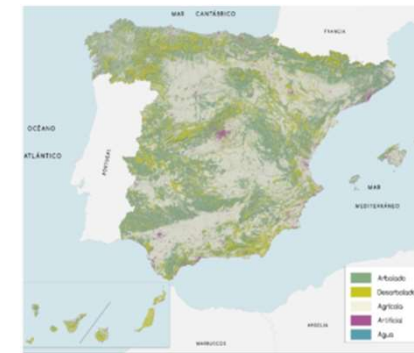 MAR CANTÁBRICO
FRANCIA
OCÉANO
ATLÁNTICO
PORTUGAL
MAR
MEDITERRÁNEO
Arbolado
Desarbolado
Agrícola
Artificial
Agua
ARGELIA
MARRUECOS